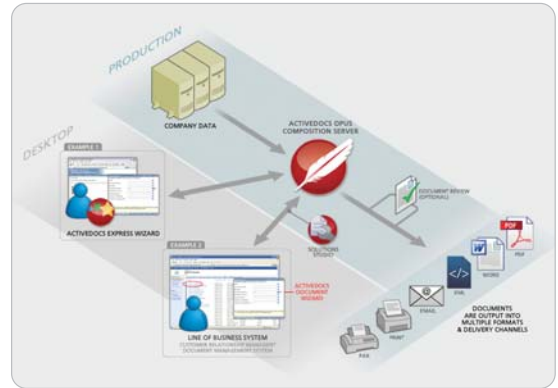 PRODUCTION
COMPANY DATA
ACTIVEDOCS OPUS
COMPOSITION SERVER
DESKTOP
EXAMPLE 1
ACTIVEDOCS EXPRESS WIZARD
DOCUMENT REVIEW
(OPTIONAL)
EXAMPLE 2
SOLUTIONS
STUDIO
ACTIVEDOCS
DOCUMENT
WIZARD
LINE OF BUSINESS SYSTEM
CUSTOMER RELATIONSHIP MANAGER/
DOCUMENT MANAGEMENT SYSTEM
PDF
PDF
W
WORD
</>
XML
EMAIL
PRINT
FAX
DOCUMENTS
ARE OUTPUT INTO
MULTIPLE FORMATS
& DELIVERY CHANNELS